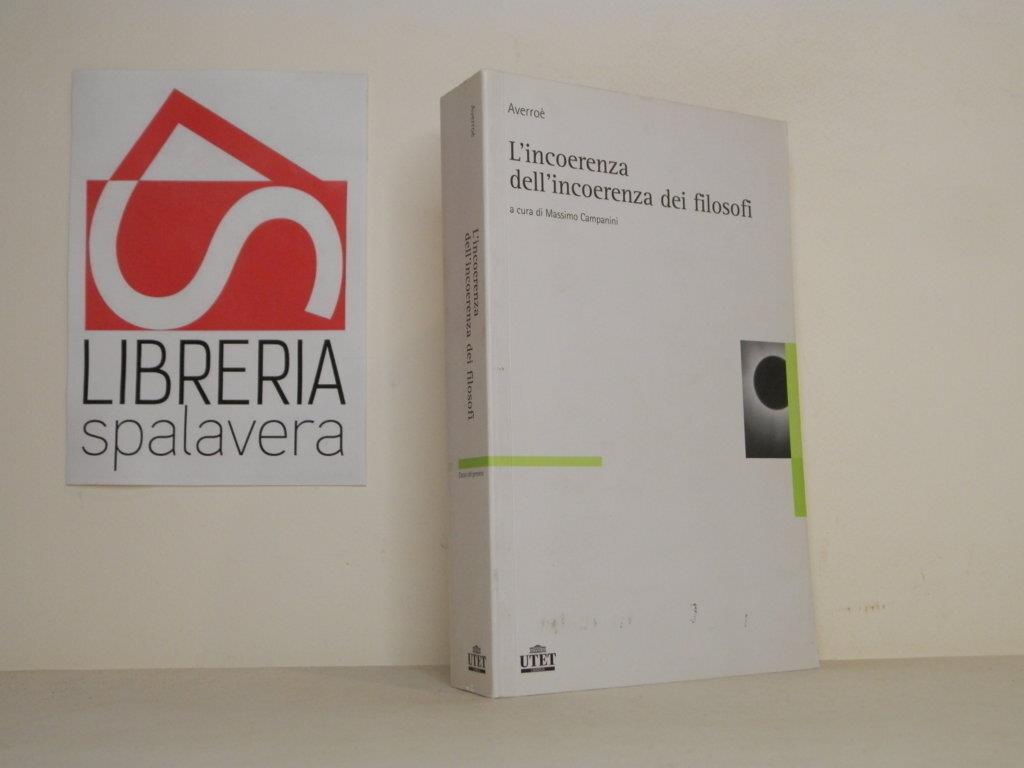 LIBRERIA
spalavera
Averroè
L'incoerenza
dell'incoerenza dei filosofi
UTET
Averroè
L'incoerenza
dell'incoerenza dei filosofi
a cura di Massimo Campanini
3
UTET